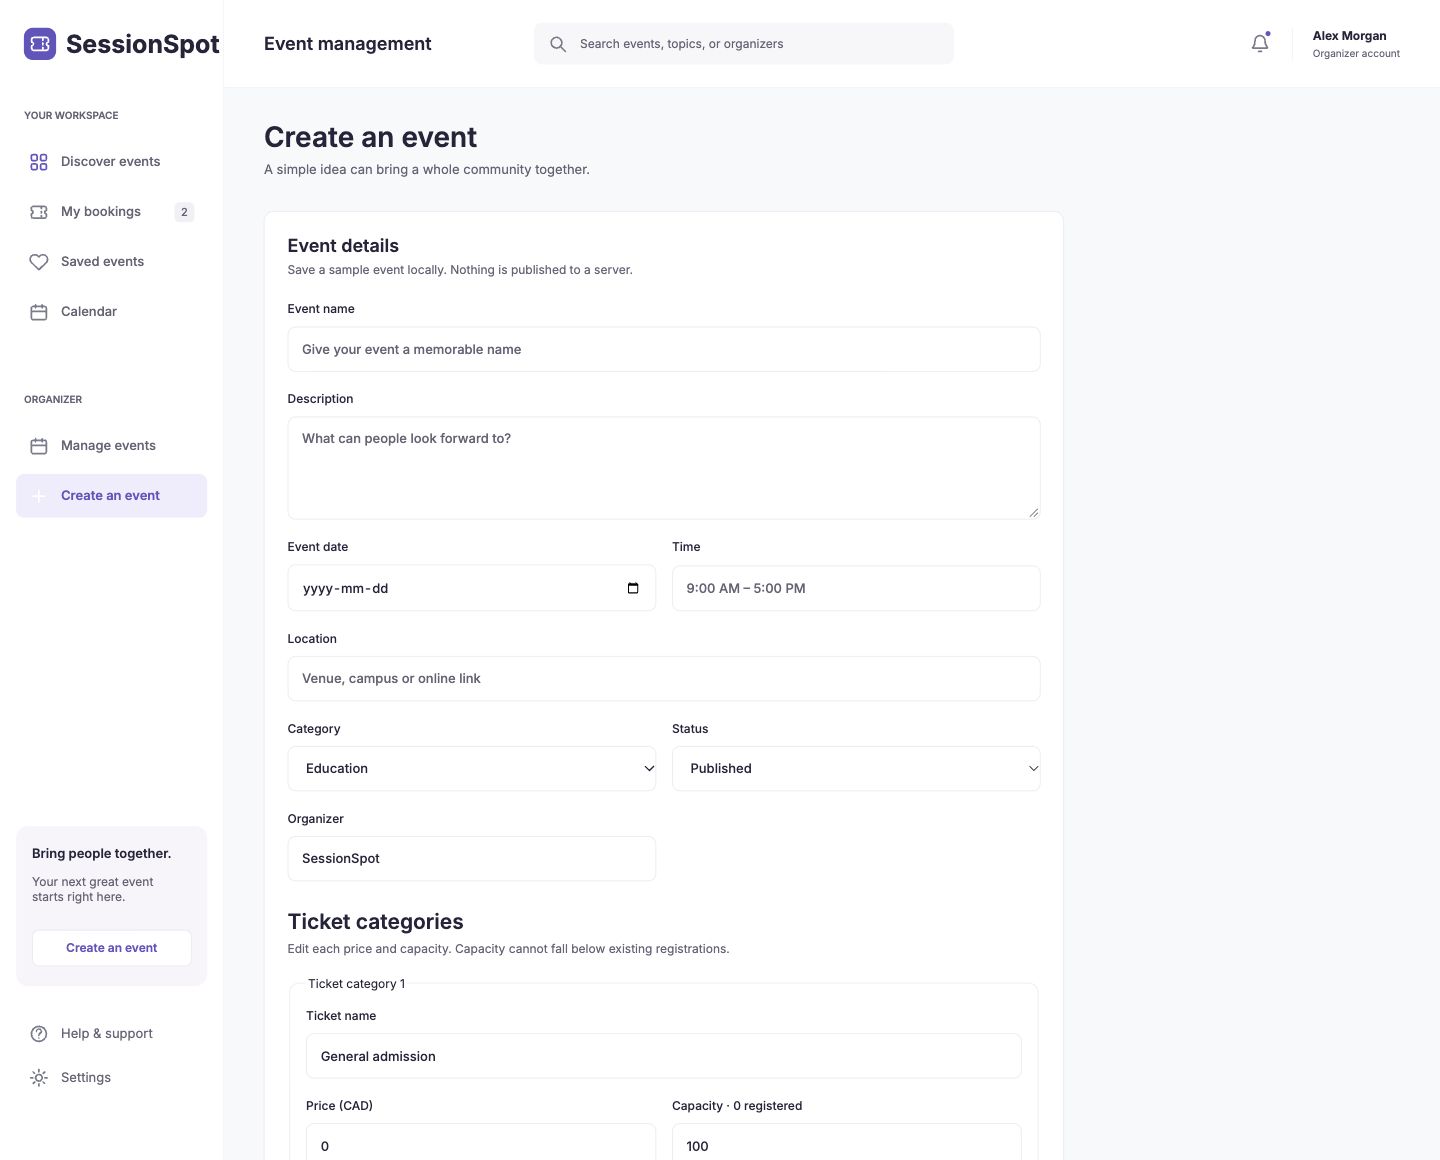 SessionSpot
Event management
Search events, topics, or organizers
Alex Morgan
Organizer account
YOUR WORKSPACE
Discover events
My bookings 2
Saved events
Calendar
ORGANIZER
Manage events
Create an event
Bring people together.
Your next great event
starts right here.
Create an event
Help & support
Settings
Create an event
A simple idea can bring a whole community together.
Event details
Save a sample event locally. Nothing is published to a server.
Event name
Give your event a memorable name
Description
What can people look forward to?
Event date Time
yyyy-mm-dd 9:00 AM – 5:00 PM
Location
Venue, campus or online link
Category Status
Education Published
Organizer
SessionSpot
Ticket categories
Edit each price and capacity. Capacity cannot fall below existing registrations.
Ticket category 1
Ticket name
General admission
Price (CAD) Capacity · 0 registered
0 100